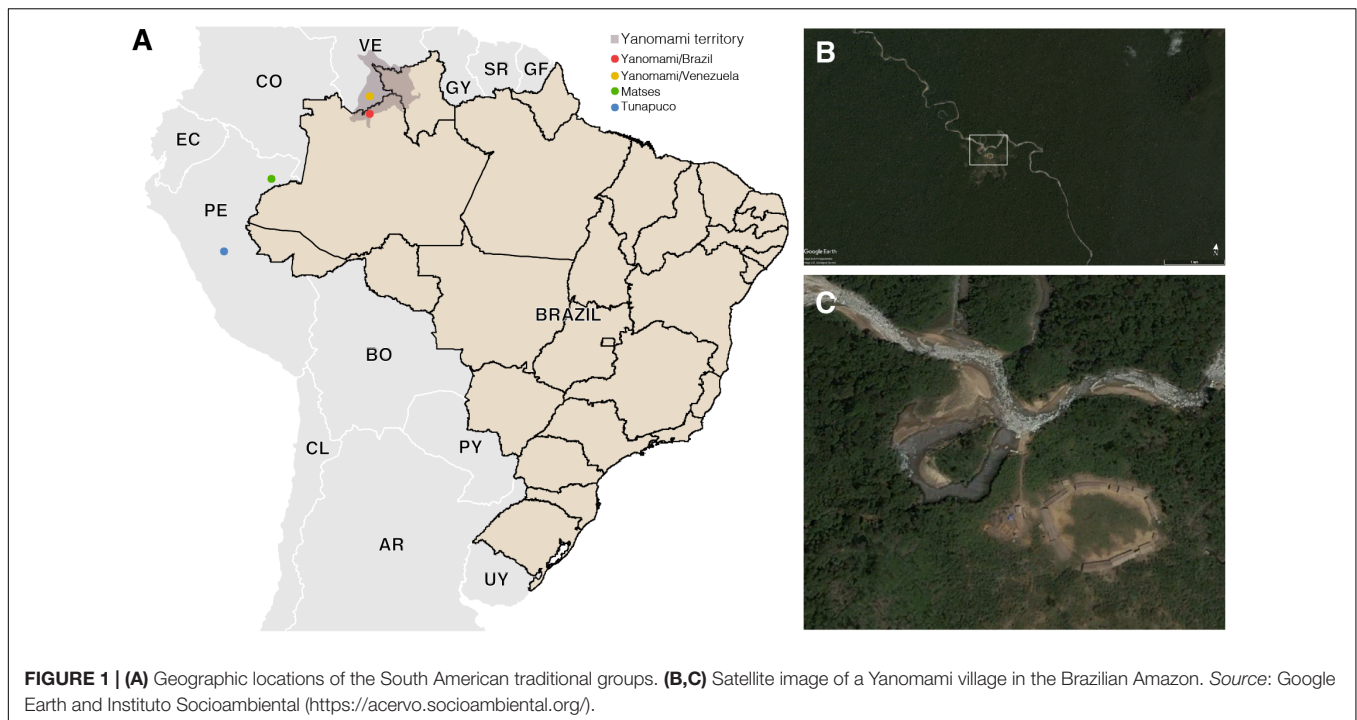 A
VE
CO
GY
SR
GF
EC
PE
BRAZIL
BO
PY
CL
AR
UY
Yanomami territory
Yanomami/Brazil
Yanomami/Venezuela
Matses
Tunapuco
B
Google Earth
C
FIGURE 1 | (A) Geographic locations of the South American traditional groups. (B,C) Satellite image of a Yanomami village in the Brazilian Amazon. Source: Google
Earth and Instituto Socioambiental (https://acervo.socioambiental.org/).